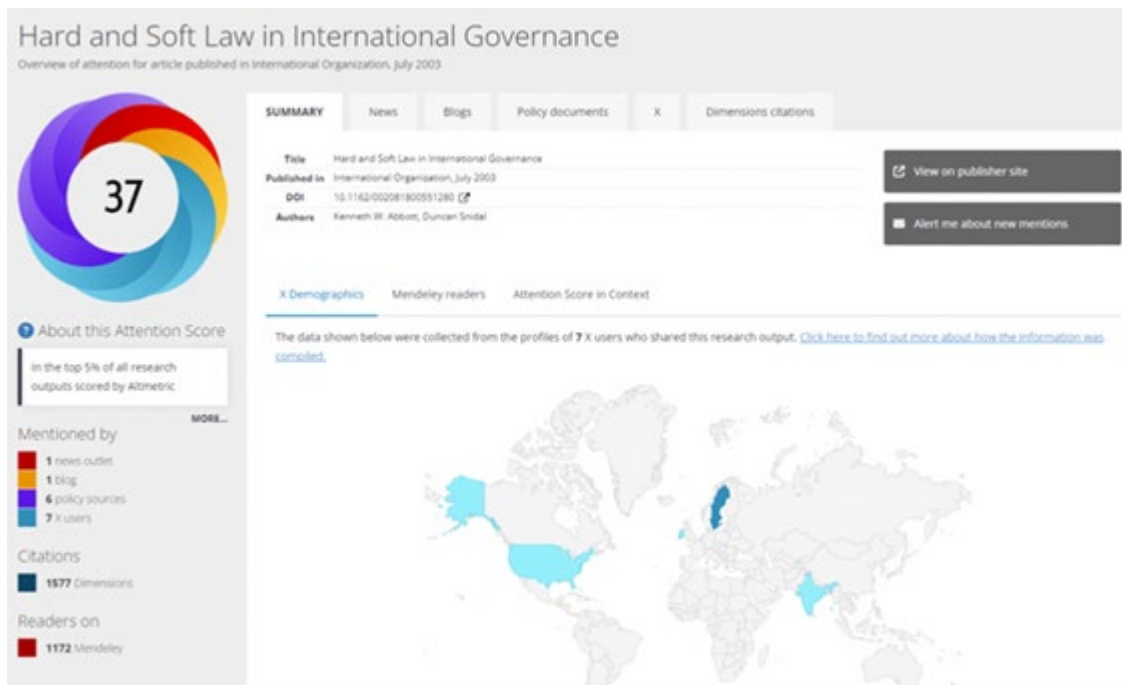 Hard and Soft Law in International Governance
Overview of attention for article published in International Organization, July 2003
37
About this Attention Score
In the top 5% of all research
outputs scored by Altmetric
MORE...
Mentioned by
1 news outlet
1 blog
6 policy sources
7 X users
Citations
1577 Dimensions
Readers on
1172 Mendeley
SUMMARY News Blogs Policy documents X Dimensions citations
Title Hard and Soft Law in International Governance
Published in International Organization, July 2003
DOI 10.1162/002081800551280
Authors Kenneth W. Abbott, Duncan Snidal
View on publisher site
Alert me about new mentions
X Demographics Mendeley readers Attention Score in Context
The data shown below were collected from the profiles of 7 X users who shared this research output. Click here to find out more about how the information was
compiled.